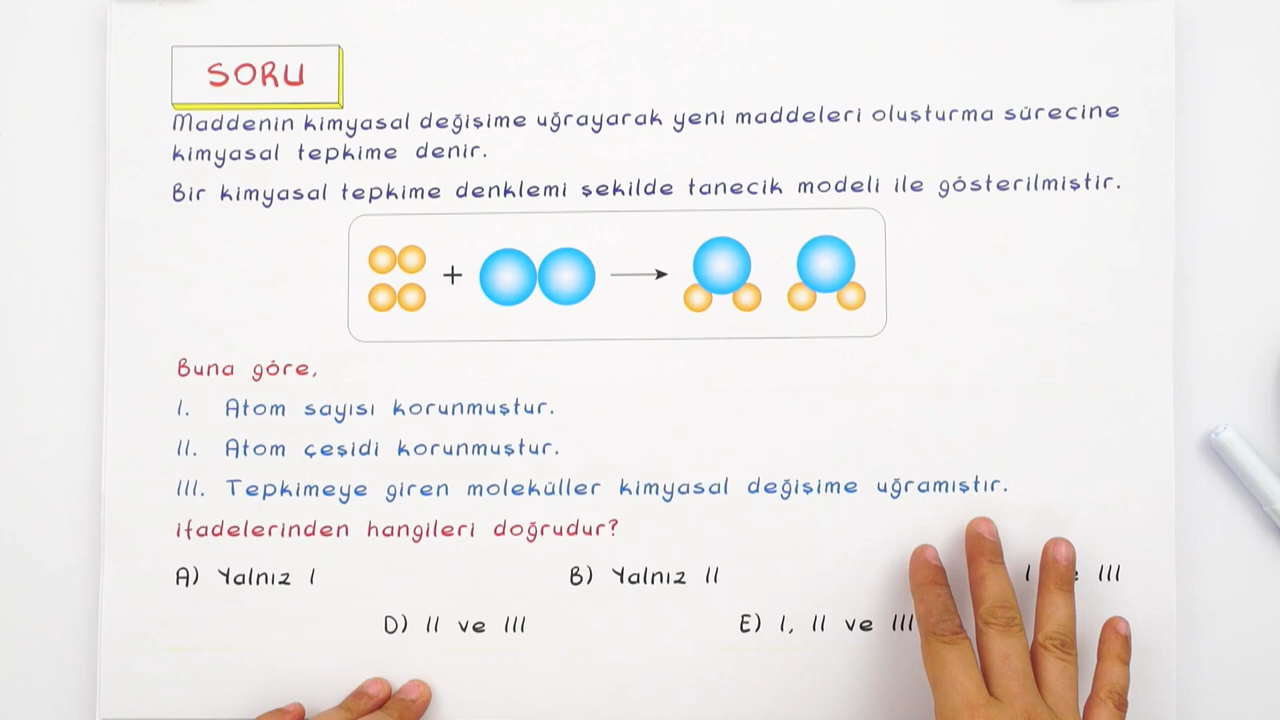 SORU
Maddenin kimyasal değişime uğrayarak yeni maddeleri oluşturma sürecine
kimyasal tepkime denir.
Bir kimyasal tepkime denklemi şekilde tanecik modeli ile gösterilmiştir.
+
Buna göre,
I. Atom sayısı korunmuştur.
II. Atom çeşidi korunmuştur.
III. Tepkimeye giren moleküller kimyasal değişime uğramıştır.
ifadelerinden hangileri doğrudur?
A) Yalnız I B) Yalnız II I III
D) II ve III E) I, II ve III